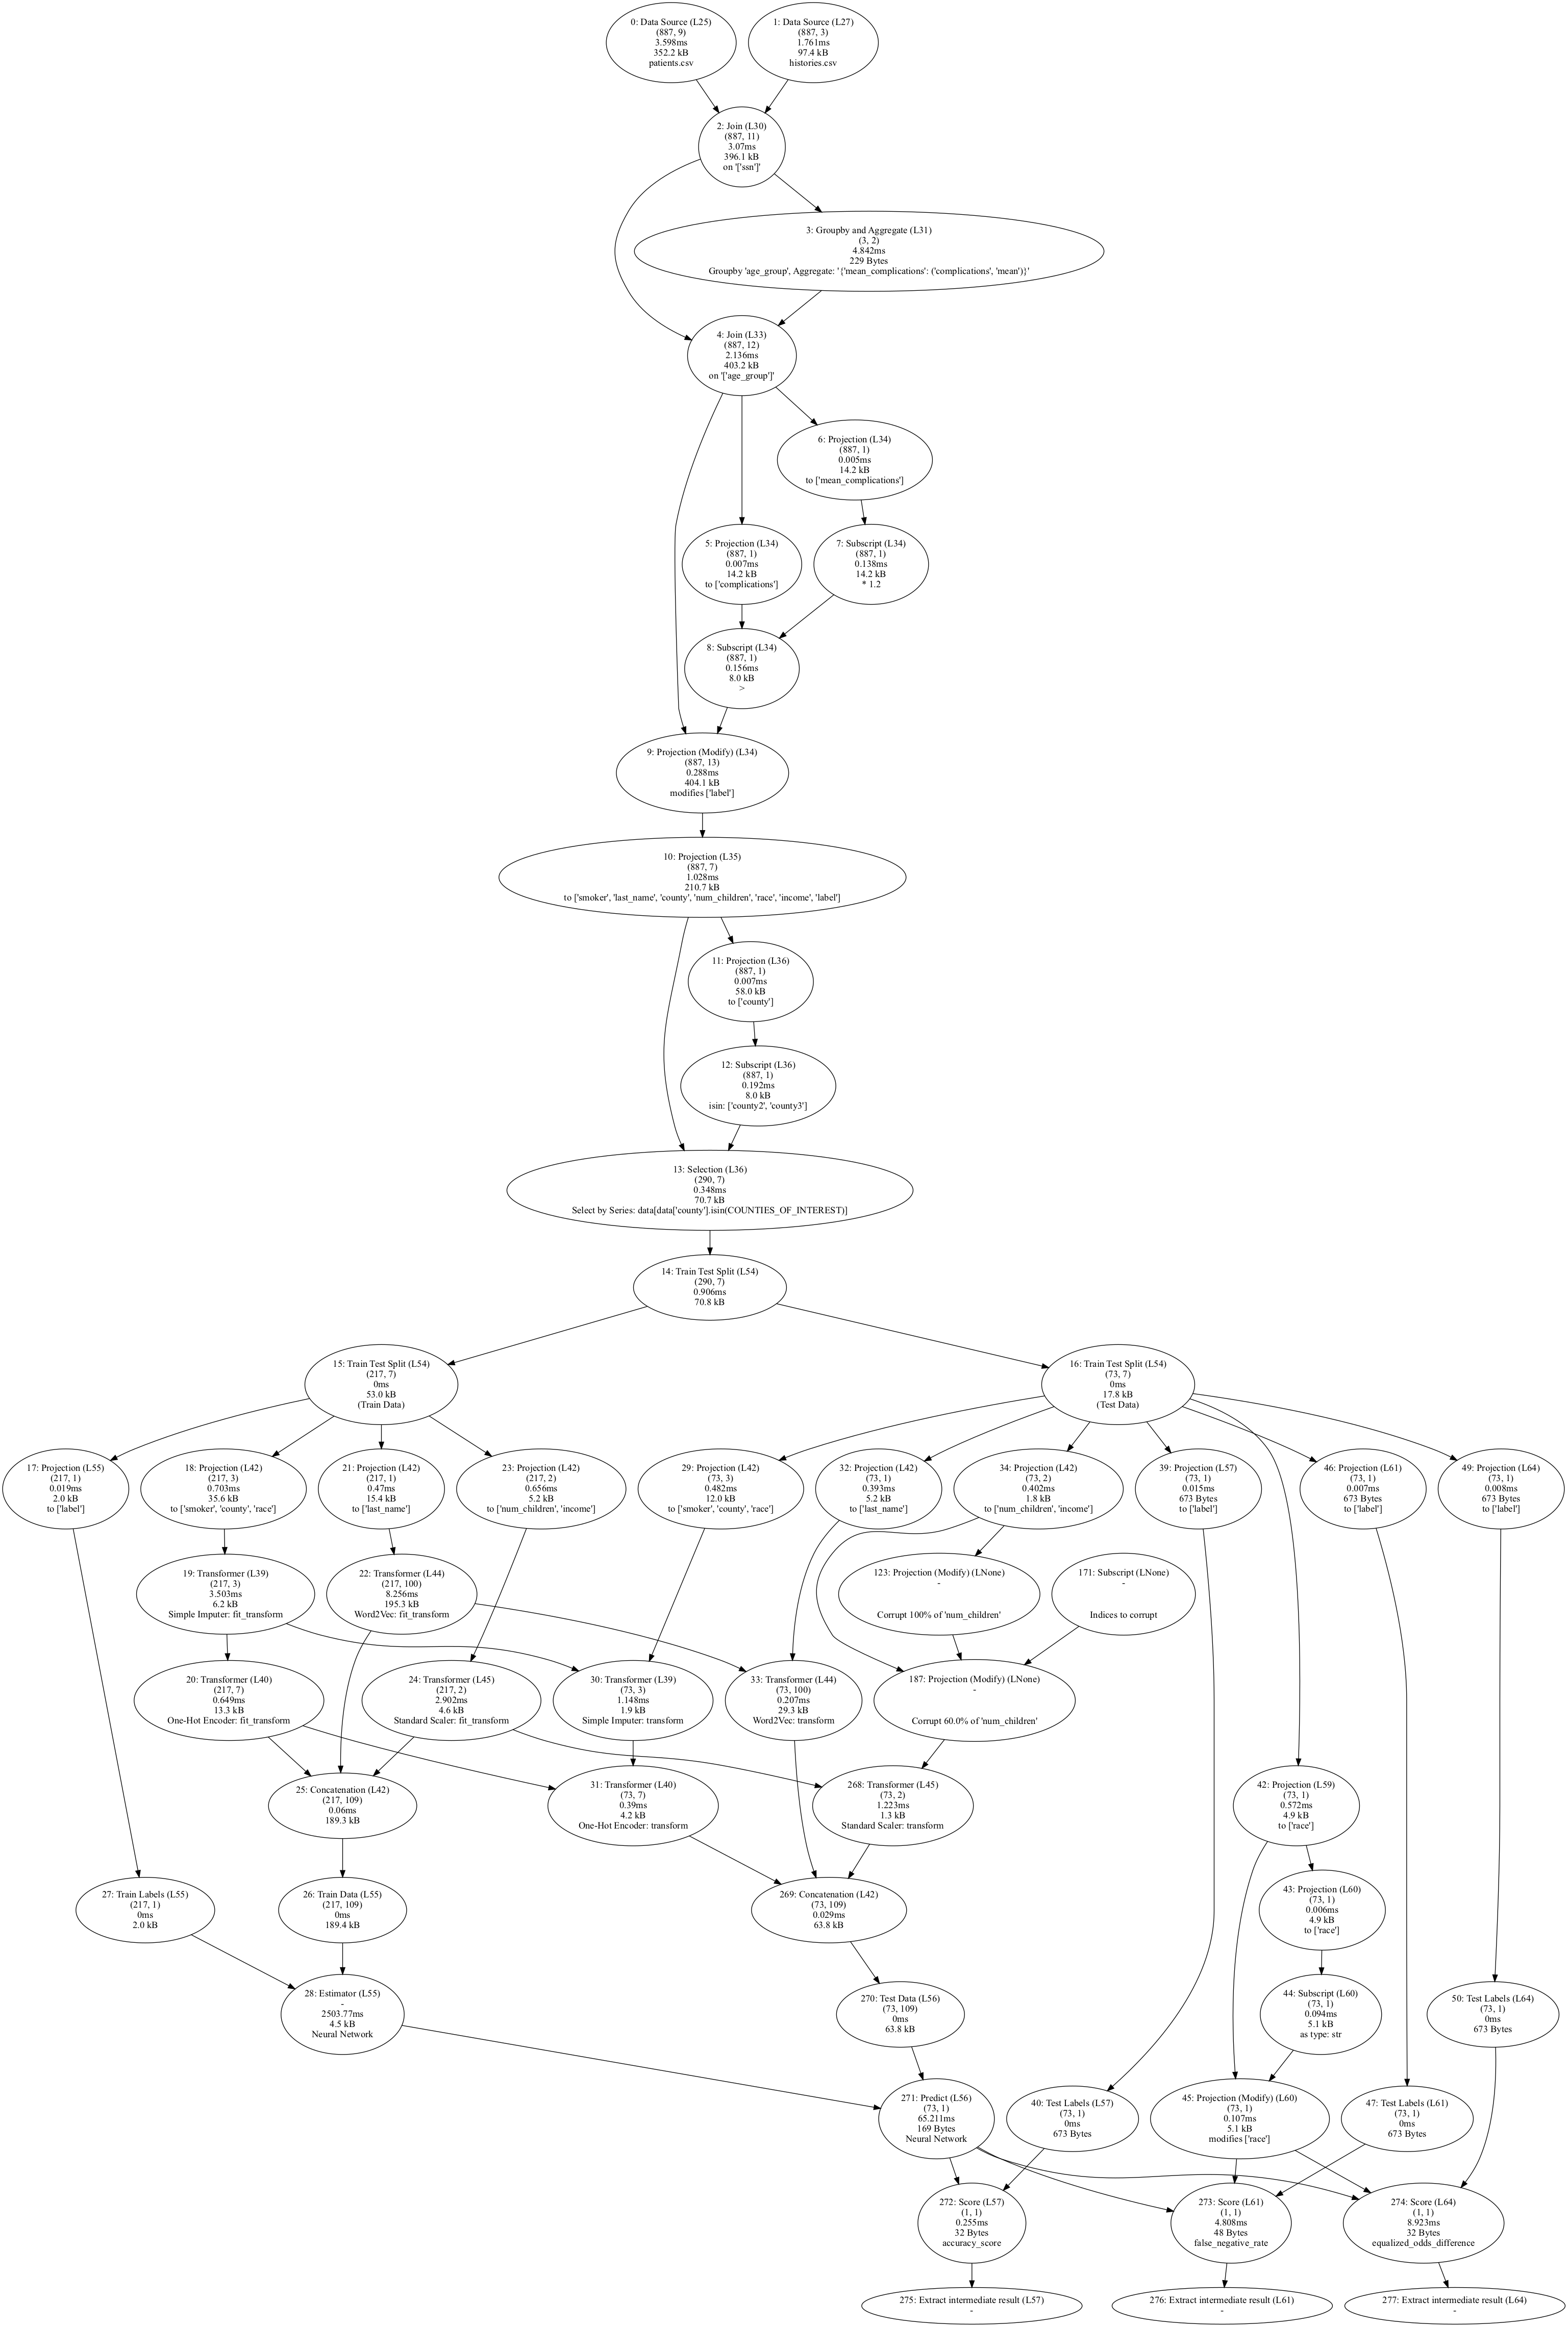 0: Data Source (L25)
(887, 9)
3.598ms
352.2 kB
patients.csv
1: Data Source (L27)
(887, 3)
1.761ms
97.4 kB
histories.csv
2: Join (L30)
(887, 11)
3.07ms
396.1 kB
on '['ssn']'
3: Groupby and Aggregate (L31)
(3, 2)
4.842ms
229 Bytes
Groupby 'age_group', Aggregate: '{'mean_complications': ('complications', 'mean')}'
4: Join (L33)
(887, 12)
2.136ms
403.2 kB
on '['age_group']'
6: Projection (L34)
(887, 1)
0.005ms
14.2 kB
to ['mean_complications']
5: Projection (L34)
(887, 1)
0.007ms
14.2 kB
to ['complications']
7: Subscript (L34)
(887, 1)
0.138ms
14.2 kB
* 1.2
8: Subscript (L34)
(887, 1)
0.156ms
8.0 kB
>
9: Projection (Modify) (L34)
(887, 13)
0.288ms
404.1 kB
modifies ['label']
10: Projection (L35)
(887, 7)
1.028ms
210.7 kB
to ['smoker', 'last_name', 'county', 'num_children', 'race', 'income', 'label']
11: Projection (L36)
(887, 1)
0.007ms
58.0 kB
to ['county']
12: Subscript (L36)
(887, 1)
0.192ms
8.0 kB
isin: ['county2', 'county3']
13: Selection (L36)
(290, 7)
0.348ms
70.7 kB
Select by Series: data[data['county'].isin(COUNTIES_OF_INTEREST)]
14: Train Test Split (L54)
(290, 7)
0.906ms
70.8 kB
15: Train Test Split (L54)
(217, 7)
0ms
53.0 kB
(Train Data)
16: Train Test Split (L54)
(73, 7)
0ms
17.8 kB
(Test Data)
17: Projection (L55)
(217, 1)
0.019ms
2.0 kB
to ['label']
18: Projection (L42)
(217, 3)
0.703ms
35.6 kB
to ['smoker', 'county', 'race']
21: Projection (L42)
(217, 1)
0.47ms
15.4 kB
to ['last_name']
23: Projection (L42)
(217, 2)
0.656ms
5.2 kB
to ['num_children', 'income']
29: Projection (L42)
(73, 3)
0.482ms
12.0 kB
to ['smoker', 'county', 'race']
32: Projection (L42)
(73, 1)
0.393ms
5.2 kB
to ['last_name']
34: Projection (L42)
(73, 2)
0.402ms
1.8 kB
to ['num_children', 'income']
39: Projection (L57)
(73, 1)
0.015ms
673 Bytes
to ['label']
46: Projection (L61)
(73, 1)
0.007ms
673 Bytes
to ['label']
49: Projection (L64)
(73, 1)
0.008ms
673 Bytes
to ['label']
19: Transformer (L39)
(217, 3)
3.503ms
6.2 kB
Simple Imputer: fit_transform
22: Transformer (L44)
(217, 100)
8.256ms
195.3 kB
Word2Vec: fit_transform
123: Projection (Modify) (LNone)
-
Corrupt 100% of 'num_children'
171: Subscript (LNone)
-
Indices to corrupt
20: Transformer (L40)
(217, 7)
0.649ms
13.3 kB
One-Hot Encoder: fit_transform
24: Transformer (L45)
(217, 2)
2.902ms
4.6 kB
Standard Scaler: fit_transform
30: Transformer (L39)
(73, 3)
1.148ms
1.9 kB
Simple Imputer: transform
33: Transformer (L44)
(73, 100)
0.207ms
29.3 kB
Word2Vec: transform
187: Projection (Modify) (LNone)
-
Corrupt 60.0% of 'num_children'
25: Concatenation (L42)
(217, 109)
0.06ms
189.3 kB
31: Transformer (L40)
(73, 7)
0.39ms
4.2 kB
One-Hot Encoder: transform
268: Transformer (L45)
(73, 2)
1.223ms
1.3 kB
Standard Scaler: transform
42: Projection (L59)
(73, 1)
0.572ms
4.9 kB
to ['race']
27: Train Labels (L55)
(217, 1)
0ms
2.0 kB
26: Train Data (L55)
(217, 109)
0ms
189.4 kB
269: Concatenation (L42)
(73, 109)
0.029ms
63.8 kB
43: Projection (L60)
(73, 1)
0.006ms
4.9 kB
to ['race']
28: Estimator (L55)
-
2503.77ms
4.5 kB
Neural Network
270: Test Data (L56)
(73, 109)
0ms
63.8 kB
44: Subscript (L60)
(73, 1)
0.094ms
5.1 kB
as type: str
50: Test Labels (L64)
(73, 1)
0ms
673 Bytes
271: Predict (L56)
(73, 1)
65.211ms
169 Bytes
Neural Network
40: Test Labels (L57)
(73, 1)
0ms
673 Bytes
45: Projection (Modify) (L60)
(73, 1)
0.107ms
5.1 kB
modifies ['race']
47: Test Labels (L61)
(73, 1)
0ms
673 Bytes
272: Score (L57)
(1, 1)
0.255ms
32 Bytes
accuracy_score
273: Score (L61)
(1, 1)
4.808ms
48 Bytes
false_negative_rate
274: Score (L64)
(1, 1)
8.923ms
32 Bytes
equalized_odds_difference
275: Extract intermediate result (L57)
-
276: Extract intermediate result (L61)
-
277: Extract intermediate result (L64)
-